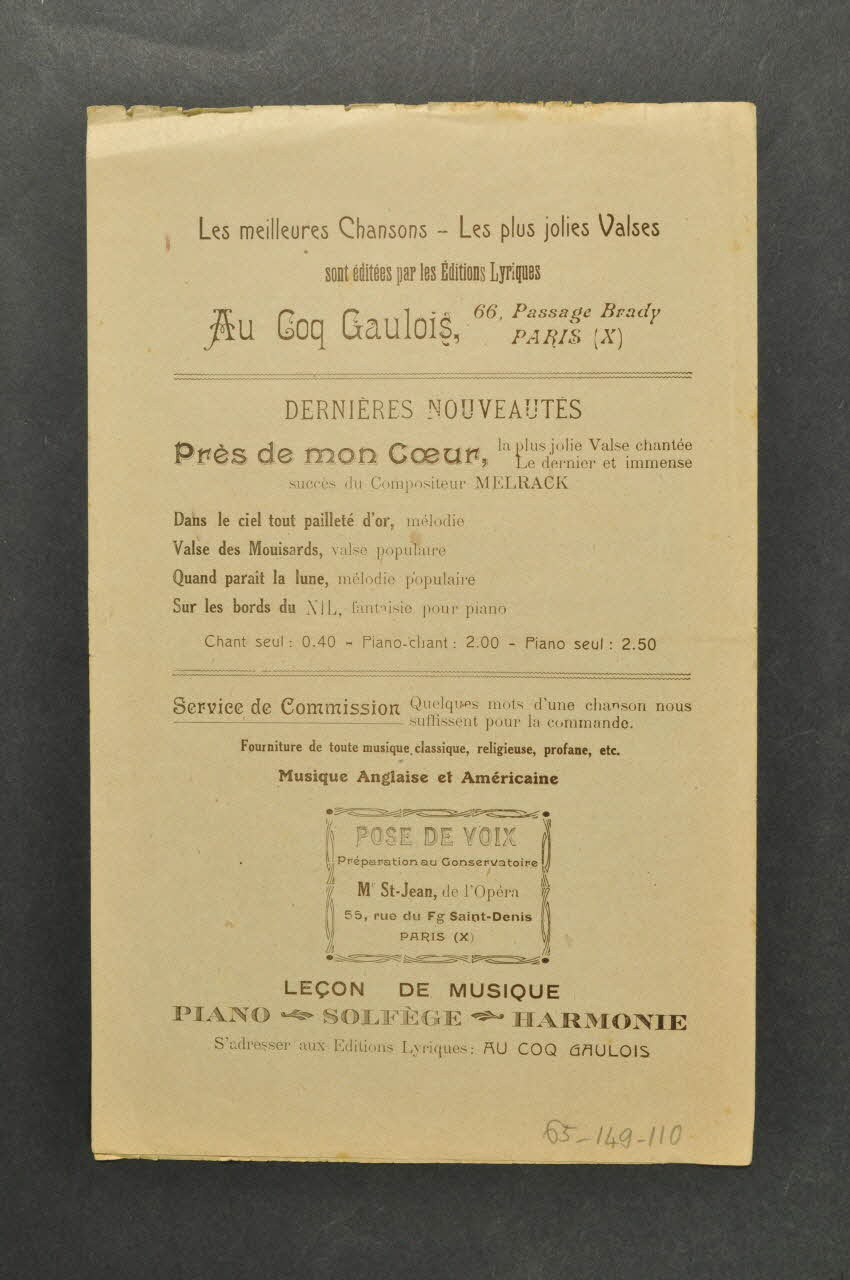 Les meilleures Chansons – Les plus jolies Valses
sont éditées par les Éditions Lyriques
Au Coq Gaulois, 66, Passage Brady
PARIS (X)
DERNIÈRES NOUVEAUTÉS
Près de mon Cœur, la plus jolie Valse chantée
Le dernier et immense
succès du Compositeur MELRACK
Dans le ciel tout pailleté d'or, mélodie
Valse des Mouisards, valse populaire
Quand parait la lune, mélodie populaire
Sur les bords du NIL, fantaisie pour piano
Chant seul : 0.40 – Piano-chant : 2.00 – Piano seul : 2.50
Service de Commission Quelques mots d'une chanson nous
suffissent pour la commande.
Fourniture de toute musique classique, religieuse, profane, etc.
Musique Anglaise et Américaine
POSE DE VOIX
Préparation au Conservatoire
Mr St-Jean, de l'Opéra
55, rue du Fg Saint-Denis
PARIS (X)
LEÇON DE MUSIQUE
PIANO SOLFÈGE HARMONIE
S'adresser aux Editions Lyriques : AU COQ GAULOIS
65-149-110